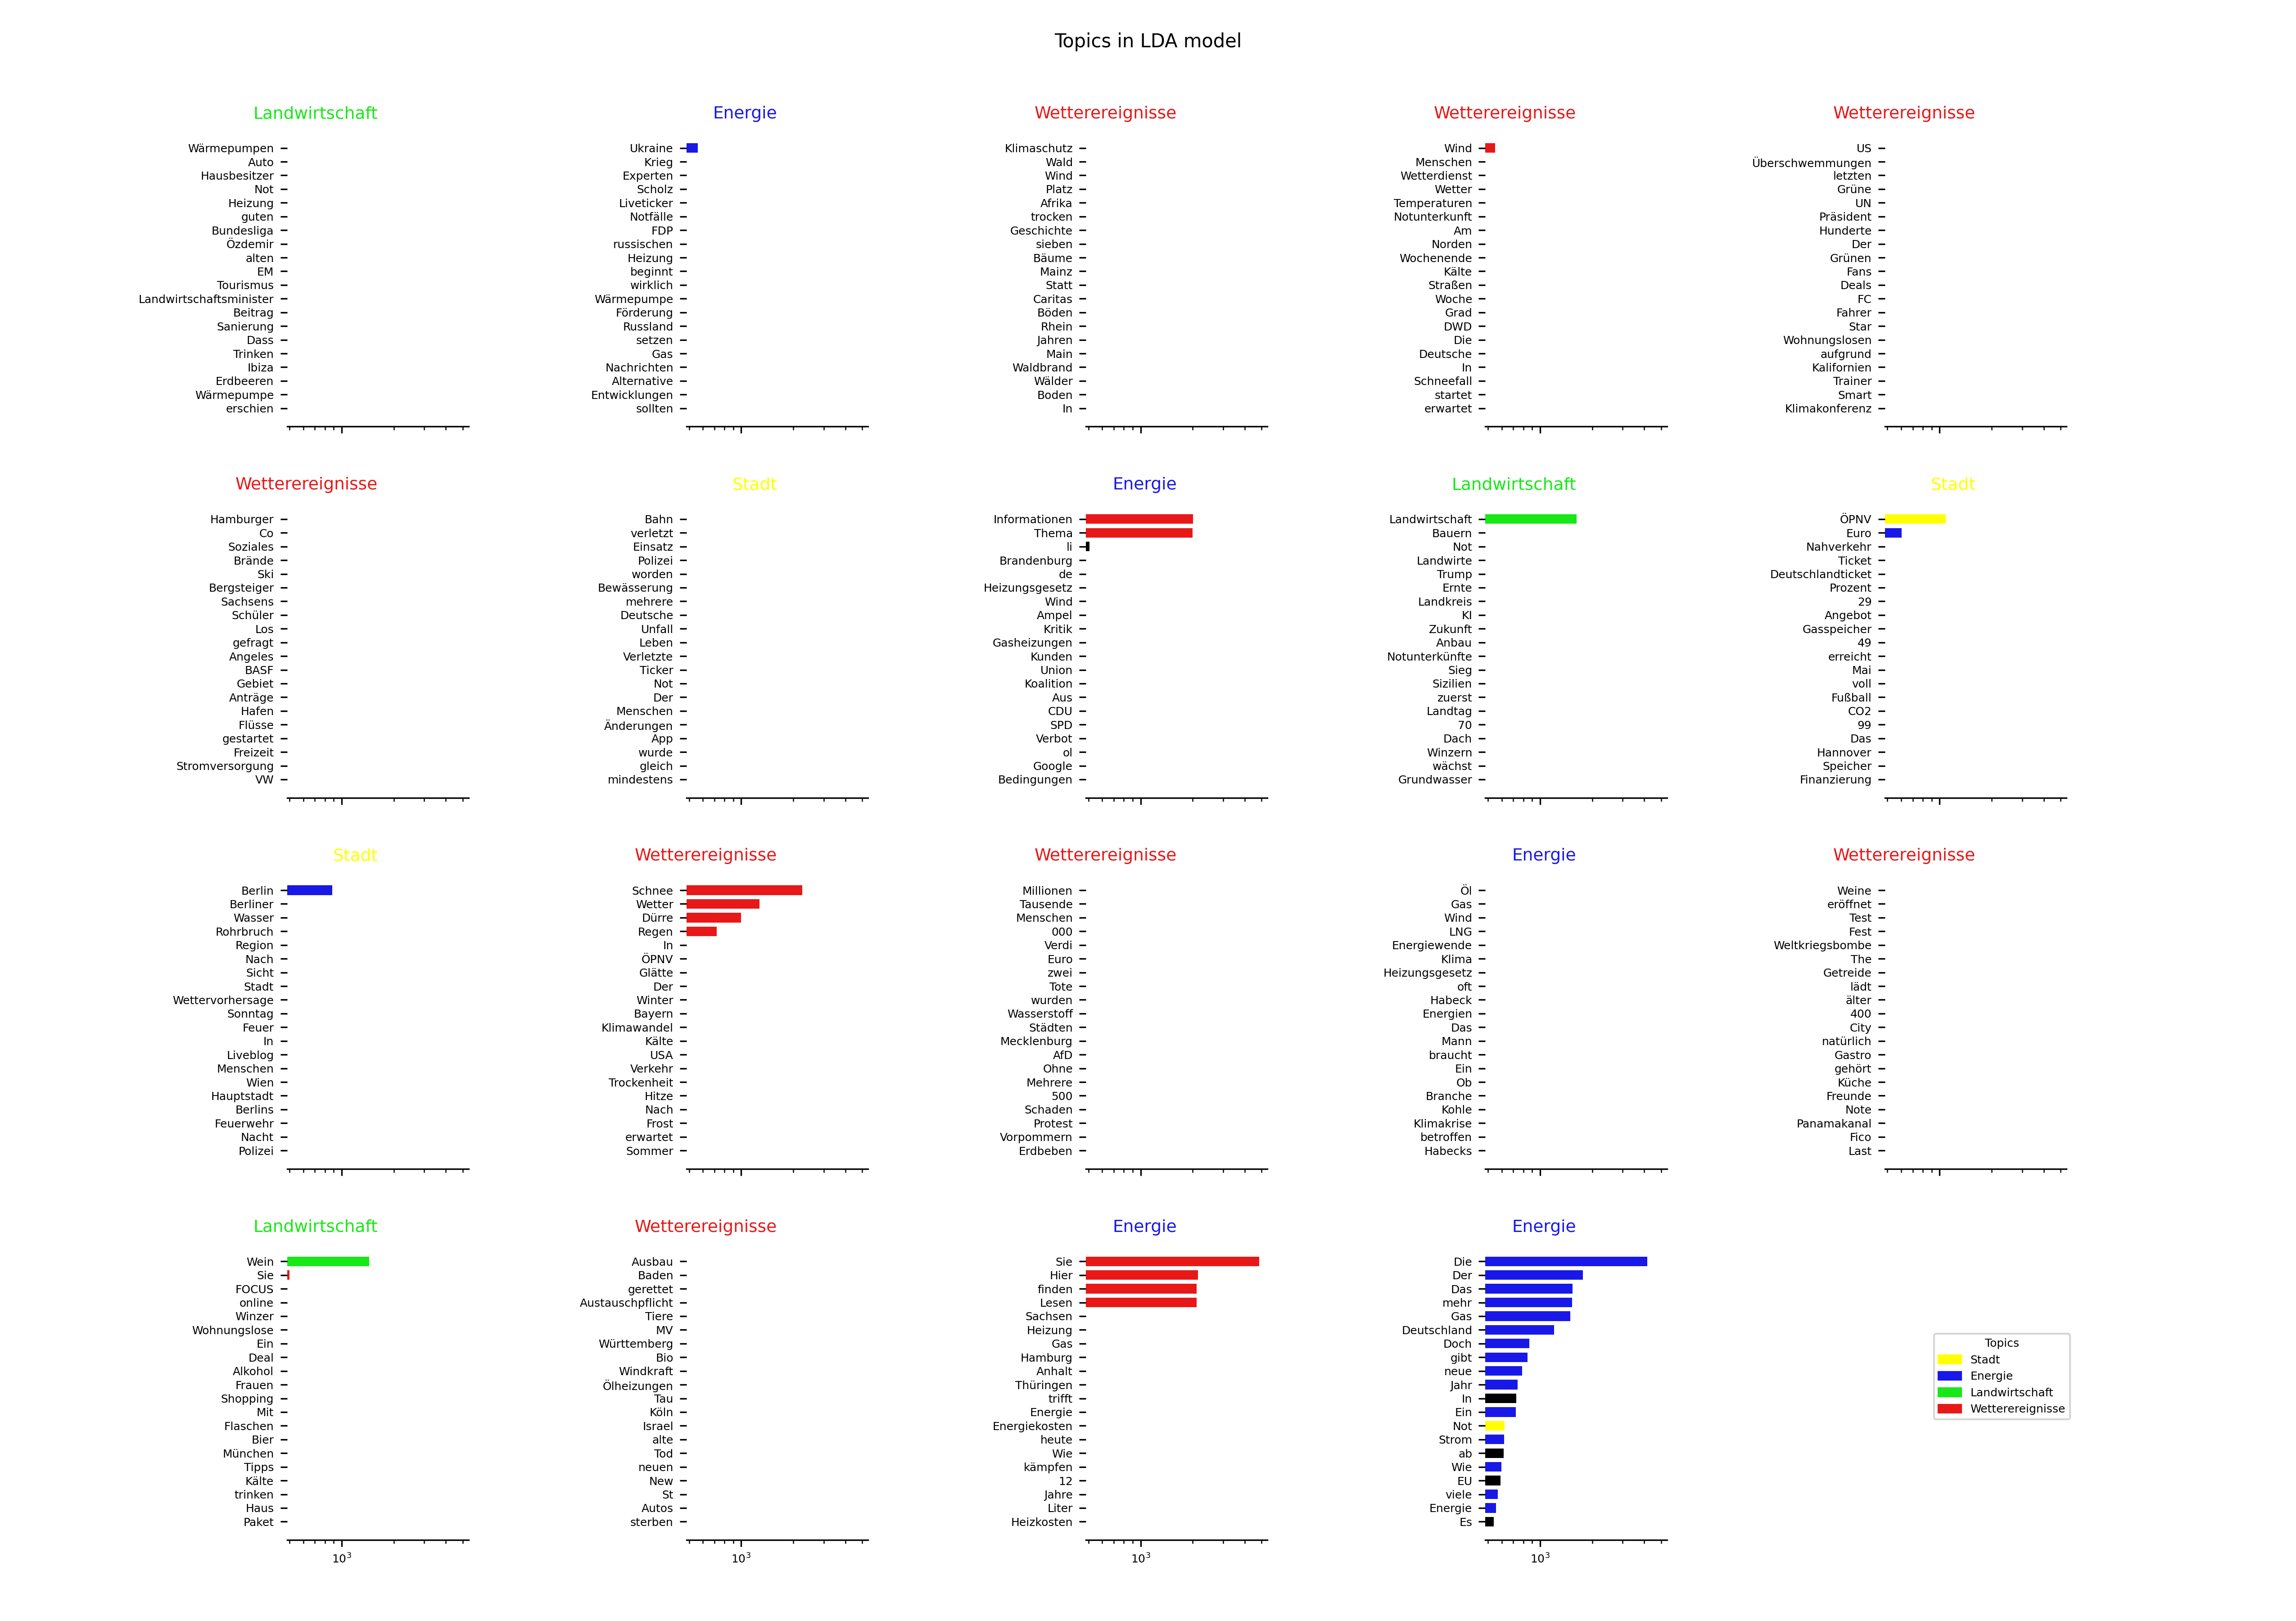 Topics in LDA model
Landwirtschaft
Wärmepumpen
Auto
Hausbesitzer
Not
Heizung
guten
Bundesliga
Özdemir
alten
EM
Tourismus
Landwirtschaftsminister
Beitrag
Sanierung
Dass
Trinken
Ibiza
Erdbeeren
Wärmepumpe
erschien
Energie
Ukraine
Krieg
Experten
Scholz
Liveticker
Notfälle
FDP
russischen
Heizung
beginnt
wirklich
Wärmepumpe
Förderung
Russland
setzen
Gas
Nachrichten
Alternative
Entwicklungen
sollten
Wetterereignisse
Klimaschutz
Wald
Wind
Platz
Afrika
trocken
Geschichte
sieben
Bäume
Mainz
Statt
Caritas
Böden
Rhein
Jahren
Main
Waldbrand
Wälder
Boden
In
Wetterereignisse
Wind
Menschen
Wetterdienst
Wetter
Temperaturen
Notunterkunft
Am
Norden
Wochenende
Kälte
Straßen
Woche
Grad
DWD
Die
Deutsche
In
Schneefall
startet
erwartet
Wetterereignisse
US
Überschwemmungen
letzten
Grüne
UN
Präsident
Hunderte
Der
Grünen
Fans
Deals
FC
Fahrer
Star
Wohnungslosen
aufgrund
Kalifornien
Trainer
Smart
Klimakonferenz
Wetterereignisse
Hamburger
Co
Soziales
Brände
Ski
Bergsteiger
Sachsens
Schüler
Los
gefragt
Angeles
BASF
Gebiet
Anträge
Hafen
Flüsse
gestartet
Freizeit
Stromversorgung
VW
Stadt
Bahn
verletzt
Einsatz
Polizei
worden
Bewässerung
mehrere
Deutsche
Unfall
Leben
Verletzte
Ticker
Not
Der
Menschen
Änderungen
App
wurde
gleich
mindestens
Energie
Informationen
Thema
li
Brandenburg
de
Heizungsgesetz
Wind
Ampel
Kritik
Gasheizungen
Kunden
Union
Koalition
Aus
CDU
SPD
Verbot
ol
Google
Bedingungen
Landwirtschaft
Landwirtschaft
Bauern
Not
Landwirte
Trump
Ernte
Landkreis
KI
Zukunft
Anbau
Notunterkünfte
Sieg
Sizilien
zuerst
Landtag
70
Dach
Winzern
wächst
Grundwasser
Stadt
ÖPNV
Euro
Nahverkehr
Ticket
Deutschlandticket
Prozent
29
Angebot
Gasspeicher
49
erreicht
Mai
voll
Fußball
CO2
99
Das
Hannover
Speicher
Finanzierung
Stadt
Berlin
Berliner
Wasser
Rohrbruch
Region
Nach
Sicht
Stadt
Wettervorhersage
Sonntag
Feuer
In
Liveblog
Menschen
Wien
Hauptstadt
Berlins
Feuerwehr
Nacht
Polizei
Wetterereignisse
Schnee
Wetter
Dürre
Regen
In
ÖPNV
Glätte
Der
Winter
Bayern
Klimawandel
Kälte
USA
Verkehr
Trockenheit
Hitze
Nach
Frost
erwartet
Sommer
Wetterereignisse
Millionen
Tausende
Menschen
000
Verdi
Euro
zwei
Tote
wurden
Wasserstoff
Städten
Mecklenburg
AfD
Ohne
Mehrere
500
Schaden
Protest
Vorpommern
Erdbeben
Energie
Öl
Gas
Wind
LNG
Energiewende
Klima
Heizungsgesetz
oft
Habeck
Energien
Das
Mann
braucht
Ein
Ob
Branche
Kohle
Klimakrise
betroffen
Habecks
Wetterereignisse
Weine
eröffnet
Test
Fest
Weltkriegsbombe
The
Getreide
lädt
älter
400
City
natürlich
Gastro
gehört
Küche
Freunde
Note
Panamakanal
Fico
Last
Landwirtschaft
Wein
Sie
FOCUS
online
Winzer
Wohnungslose
Ein
Deal
Alkohol
Frauen
Shopping
Mit
Flaschen
Bier
München
Tipps
Kälte
trinken
Haus
Paket
10³
Wetterereignisse
Ausbau
Baden
gerettet
Austauschpflicht
Tiere
MV
Württemberg
Bio
Windkraft
Ölheizungen
Tau
Köln
Israel
alte
Tod
neuen
New
St
Autos
sterben
10³
Energie
Sie
Hier
finden
Lesen
Sachsen
Heizung
Gas
Hamburg
Anhalt
Thüringen
trifft
Energie
Energiekosten
heute
Wie
kämpfen
12
Jahre
Liter
Heizkosten
10³
Energie
Die
Der
Das
mehr
Gas
Deutschland
Doch
gibt
neue
Jahr
In
Ein
Not
Strom
ab
Wie
EU
viele
Energie
Es
10³
Topics
Stadt
Energie
Landwirtschaft
Wetterereignisse